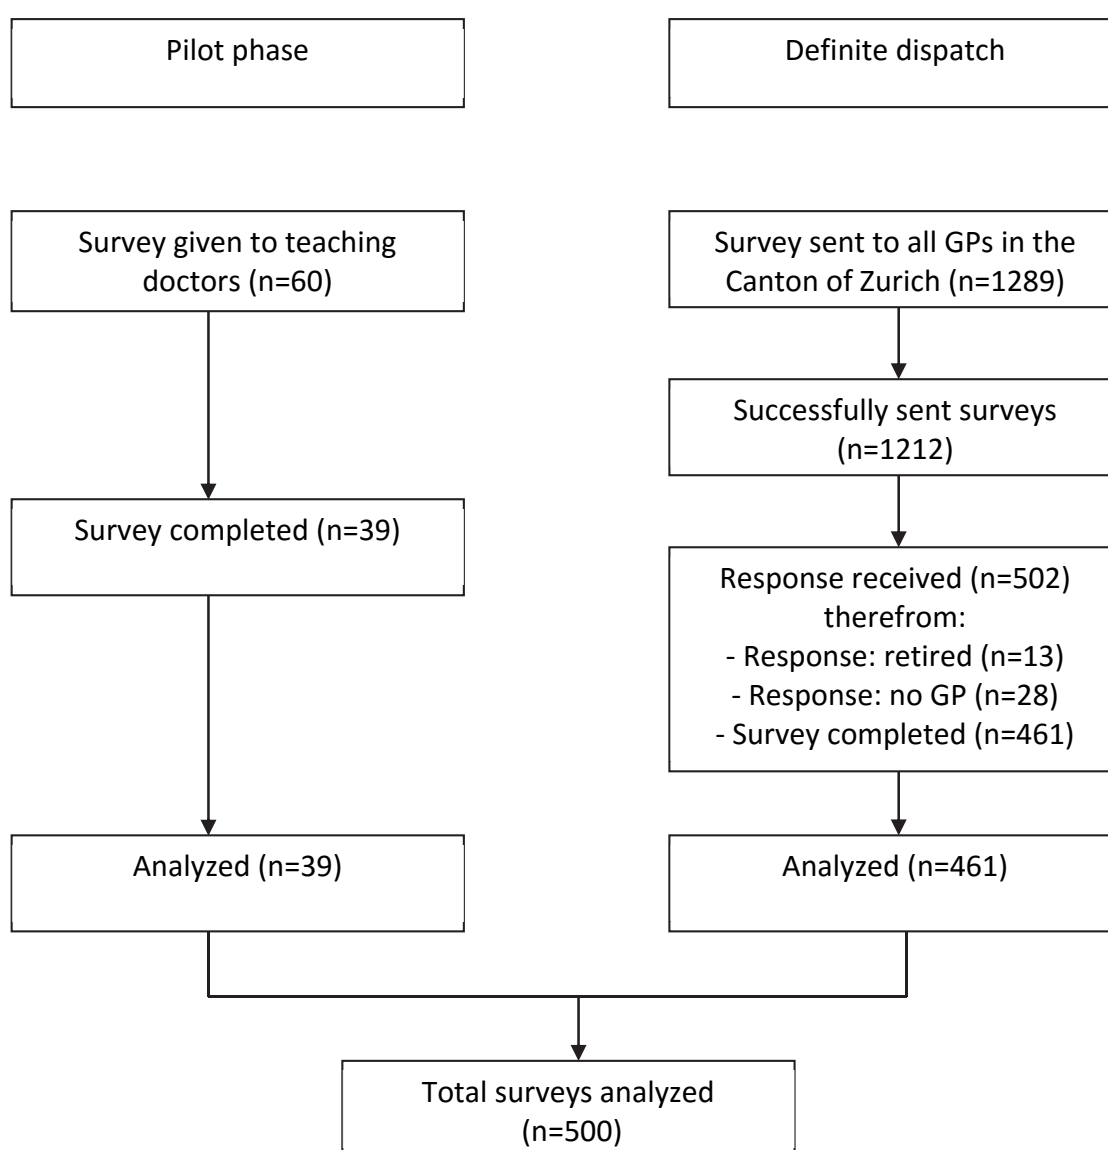 Pilot phase
Definite dispatch
Survey given to teaching
doctors (n=60)
Survey sent to all GPs in the
Canton of Zurich (n=1289)
Successfully sent surveys
(n=1212)
Survey completed (n=39)
Response received (n=502)
therefrom:
- Response: retired (n=13)
- Response: no GP (n=28)
- Survey completed (n=461)
Analyzed (n=39)
Analyzed (n=461)
Total surveys analyzed
(n=500)